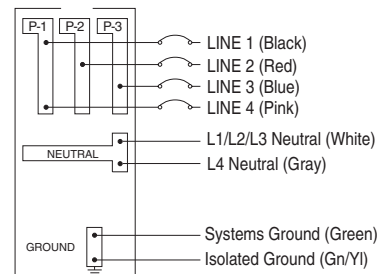 P-1 P-2 P-3
LINE 1 (Black)
LINE 2 (Red)
LINE 3 (Blue)
LINE 4 (Pink)
L1/L2/L3 Neutral (White)
NEUTRAL
L4 Neutral (Gray)
Systems Ground (Green)
GROUND
Isolated Ground (Gn/Yl)